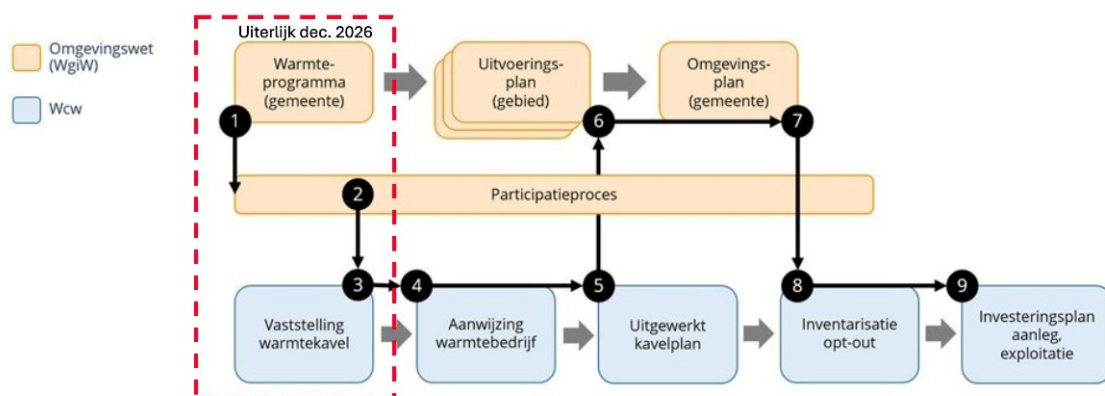 Uiterlijk dec. 2026
Omgevingswet
(WgiW)
Wcw
Warmte-
programma
(gemeente)
Uitvoerings-
plan
(gebied)
Omgevings-
plan
(gemeente)
1
6
7
2
Participatieproces
3
4
5
8
9
Vaststelling
warmtekavel
Aanwijzing
warmtebedrijf
Uitgewerkt
kavelplan
Inventarisatie
opt-out
Investeringsplan
aanleg,
exploitatie